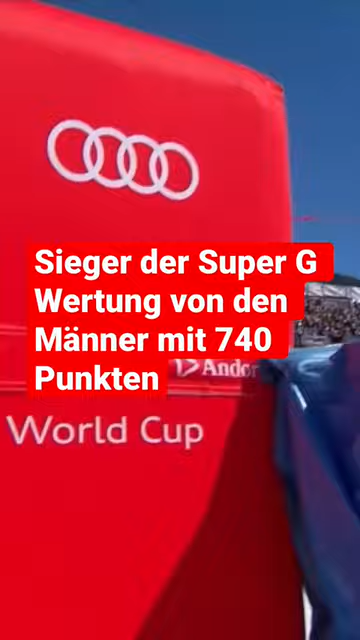 Sieger der Super G
Wertung von den
Männer mit 740
Punkten
Andor
World Cup